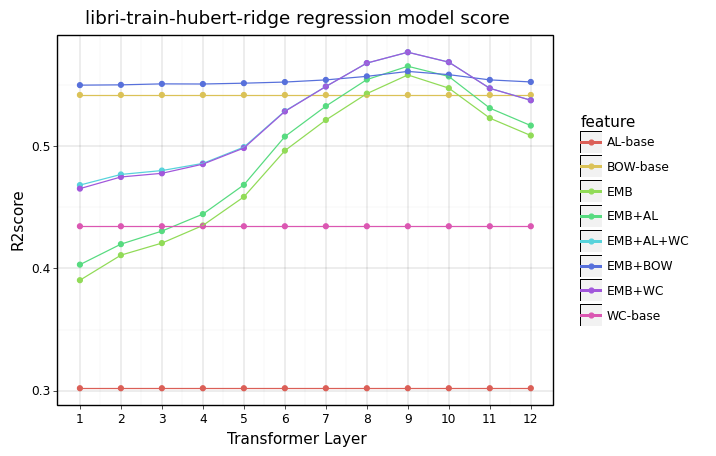 libri-train-hubert-ridge regression model score
R2score
0.5
0.4
0.3
1 2 3 4 5 6 7 8 9 10 11 12
Transformer Layer
feature
AL-base
BOW-base
EMB
EMB+AL
EMB+AL+WC
EMB+BOW
EMB+WC
WC-base